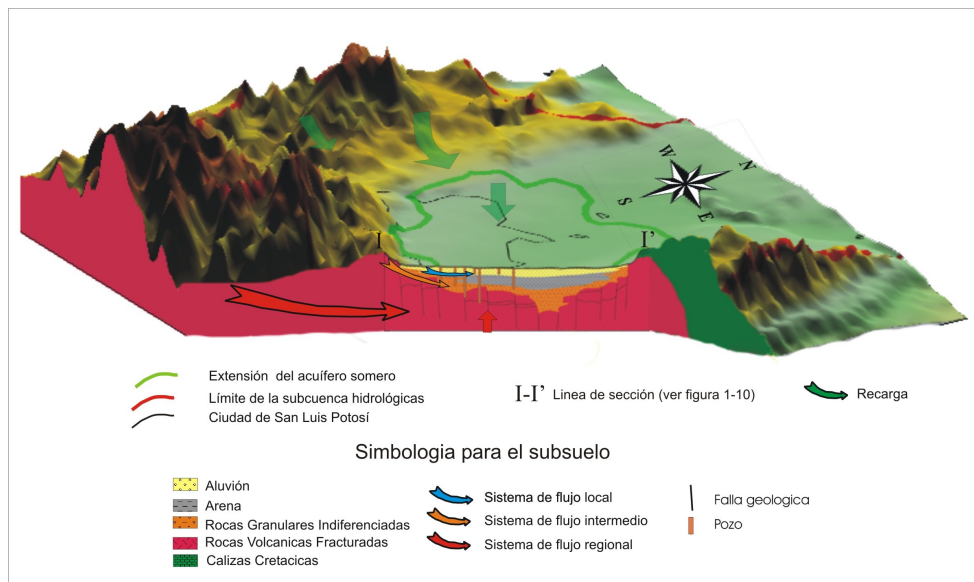 W
N
S
E
I
I'
Extensión del acuífero somero
Límite de la subcuenca hidrológicas
Ciudad de San Luis Potosí
I-I' Linea de sección (ver figura 1-10)
Recarga
Simbologia para el subsuelo
Aluvión
Arena
Rocas Granulares Indiferenciadas
Rocas Volcanicas Fracturadas
Calizas Cretacicas
Sistema de flujo local
Sistema de flujo intermedio
Sistema de flujo regional
Falla geologica
Pozo